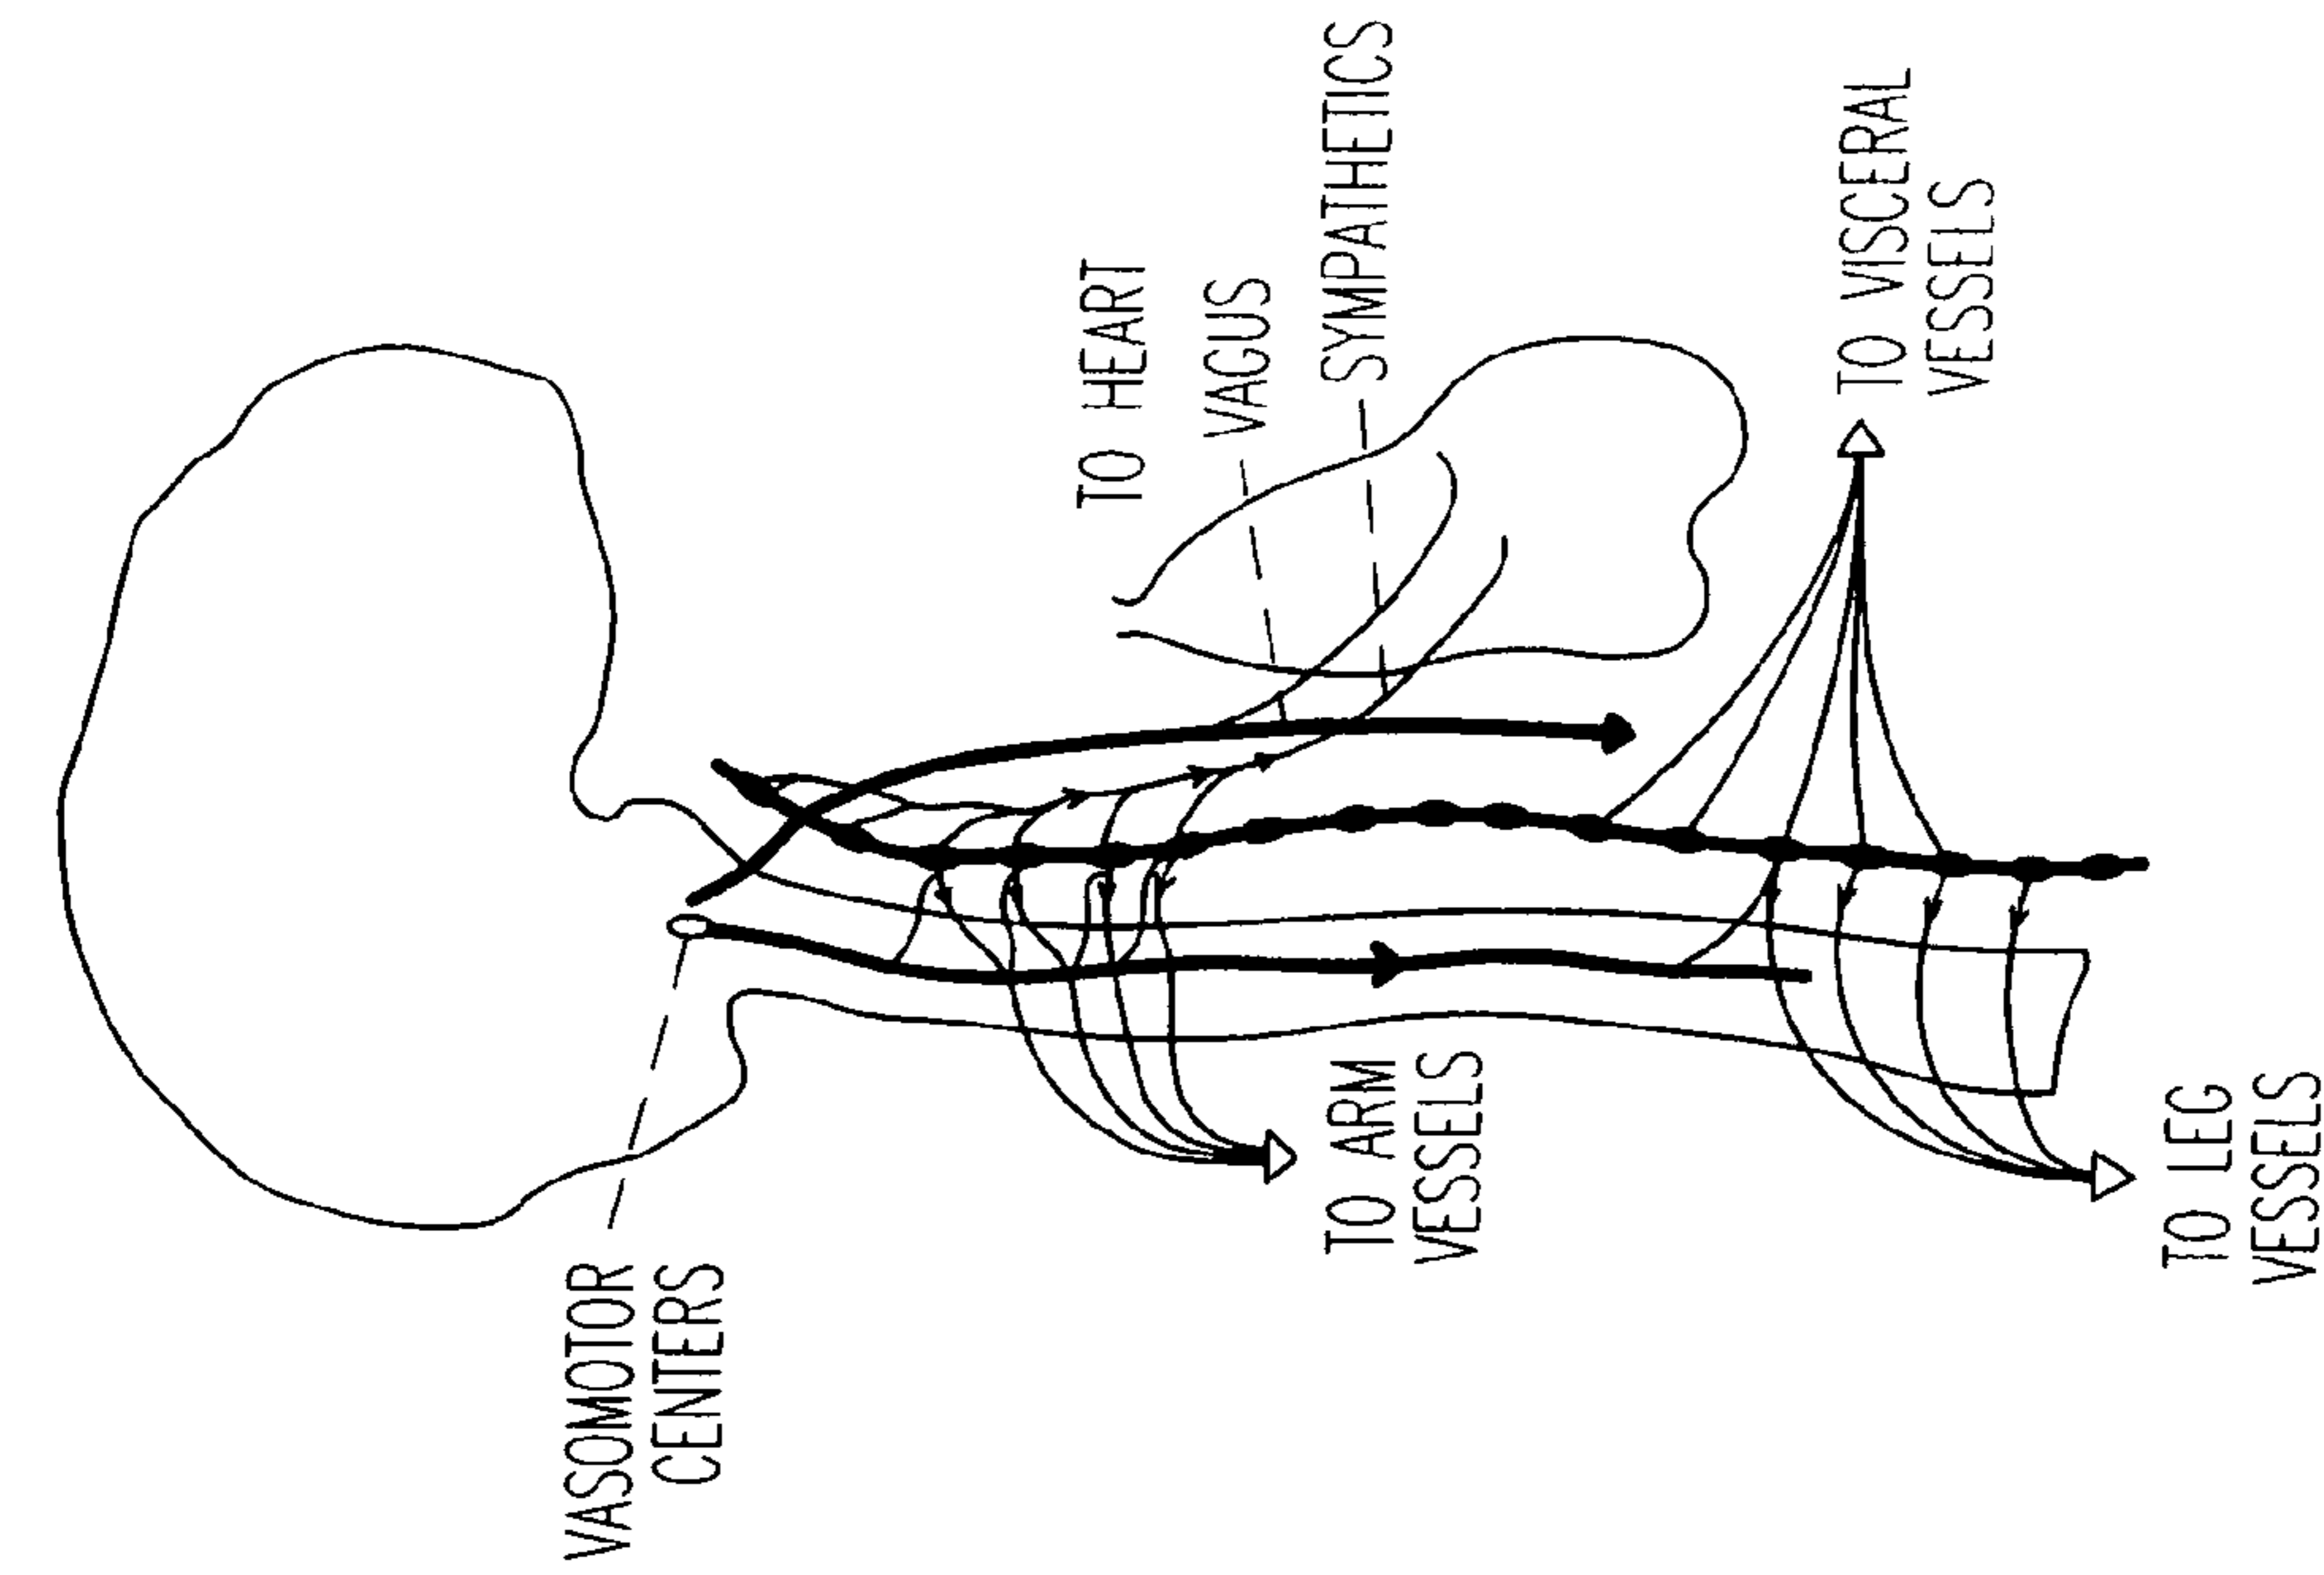 VASOMOTOR
CENTERS
TO HEART
VAGUS
SYMPATHETICS
TO ARM
VESSELS
TO VISCERAL
VESSELS
TO LEG
VESSELS